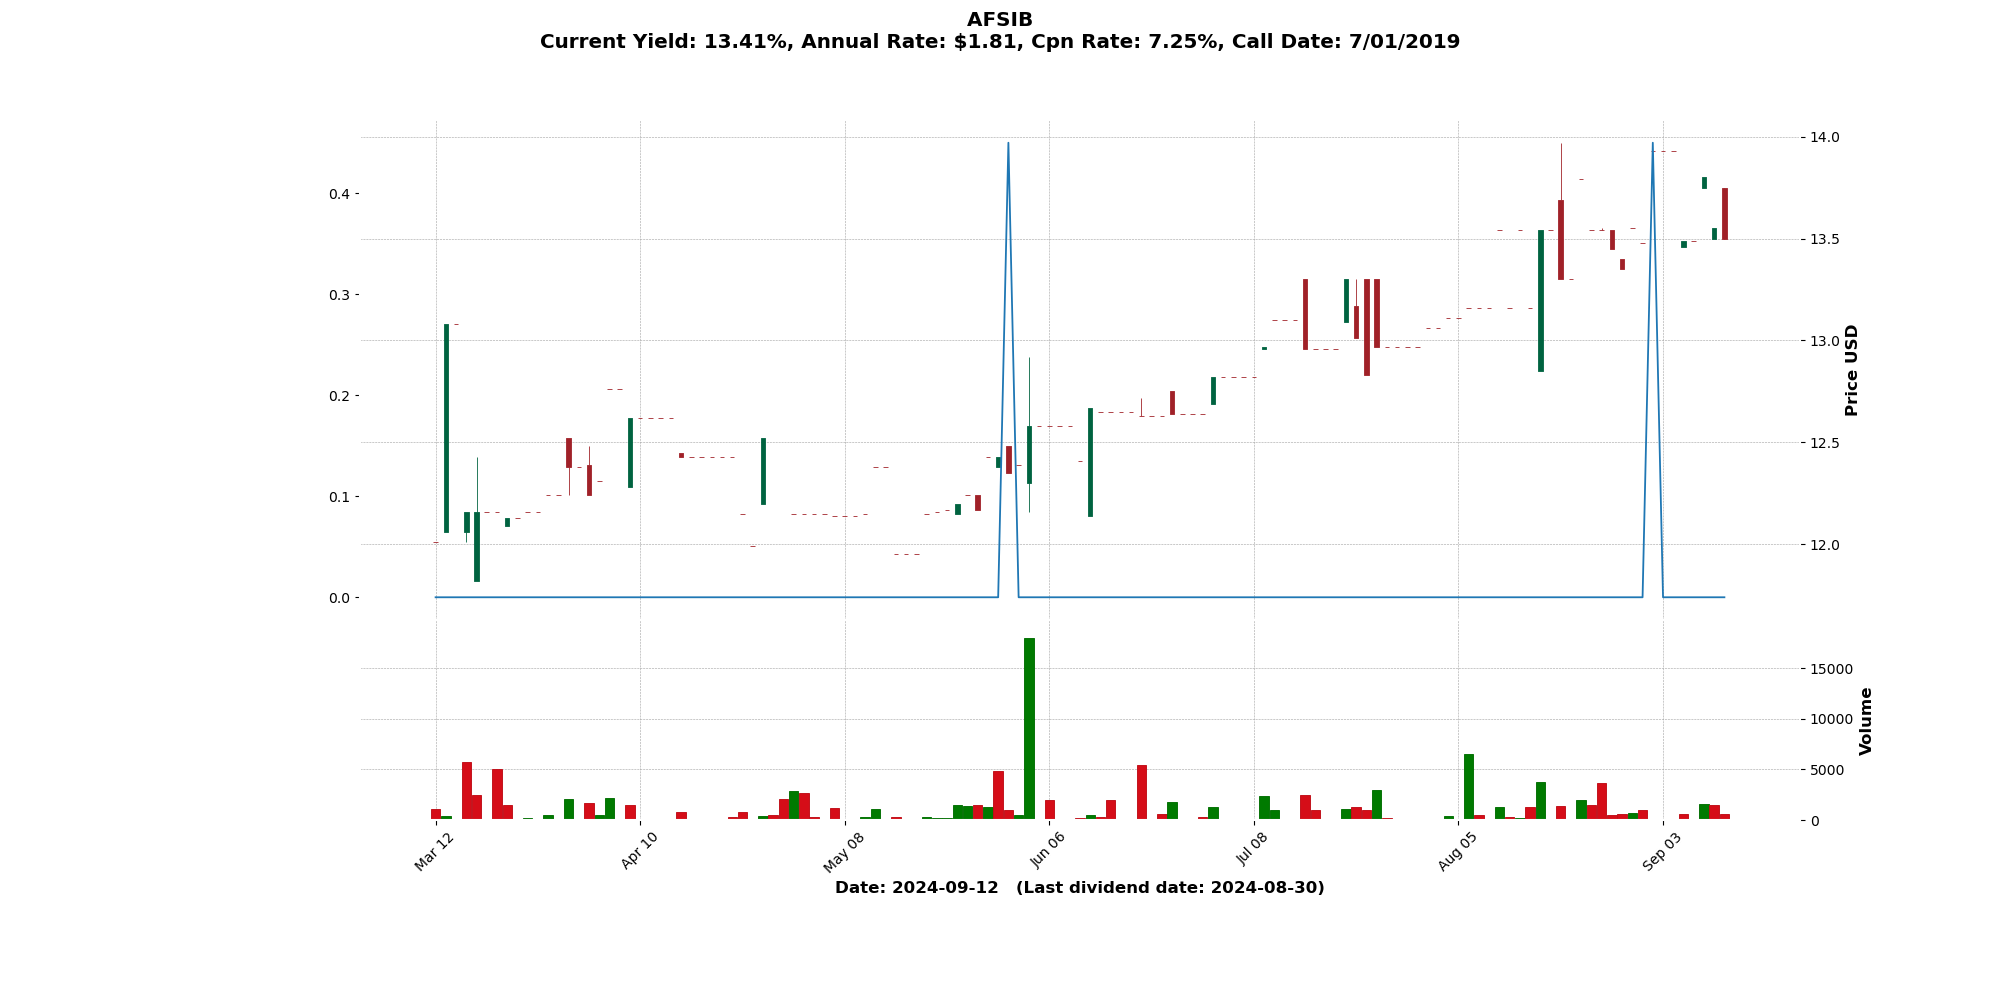 AFSIB
Current Yield: 13.41%, Annual Rate: $1.81, Cpn Rate: 7.25%, Call Date: 7/01/2019
14.0
0.4
13.5
0.3
13.0
Price USD
0.2
12.5
0.1
12.0
0.0
15000
10000
Volume
5000
0
Mar 12
Apr 10
May 08
Jun 06
Jul 08
Aug 05
Sep 03
Date: 2024-09-12 (Last dividend date: 2024-08-30)